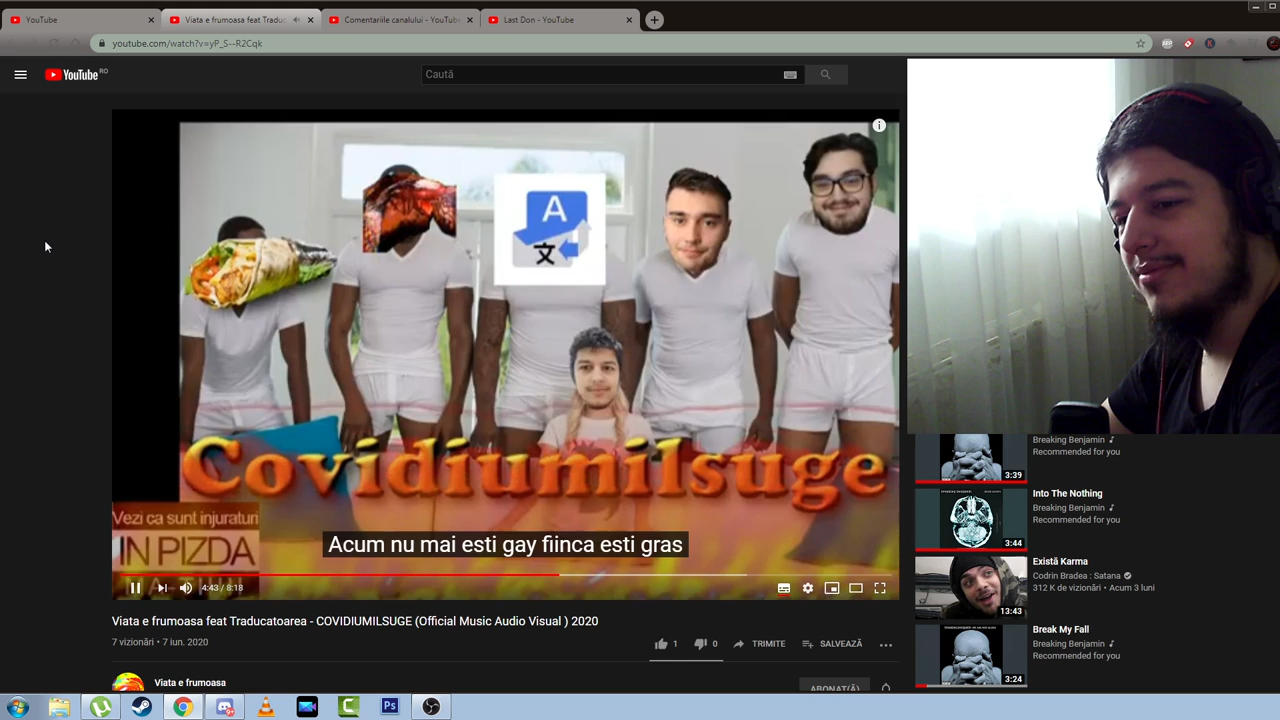 YouTube
Viata e frumoasa feat Traduc
Comentariile canalului - YouTube
Last Don - YouTube
youtube.com/watch?v=yP_S--R2Cqk
ABP
K
YouTube RO
Caută
A
文
Covidiumilsuge
Vezi ca sunt injuraturi
IN PIZDA
Acum nu mai esti gay fiinca esti gras
4:43 / 8:18
Viata e frumoasa feat Traducatoarea - COVIDIUMILSUGE (Official Music Audio Visual ) 2020
7 vizionări • 7 iun. 2020
1
0
TRIMITE
SALVEAZĂ
Viata e frumoasa
ABONAT(Ă)
Breaking Benjamin
Recommended for you
3:39
Into The Nothing
Breaking Benjamin
Recommended for you
3:44
Există Karma
Codrin Bradea : Satana
312 K de vizionări • Acum 3 luni
13:43
Break My Fall
Breaking Benjamin
Recommended for you
3:24
Ps